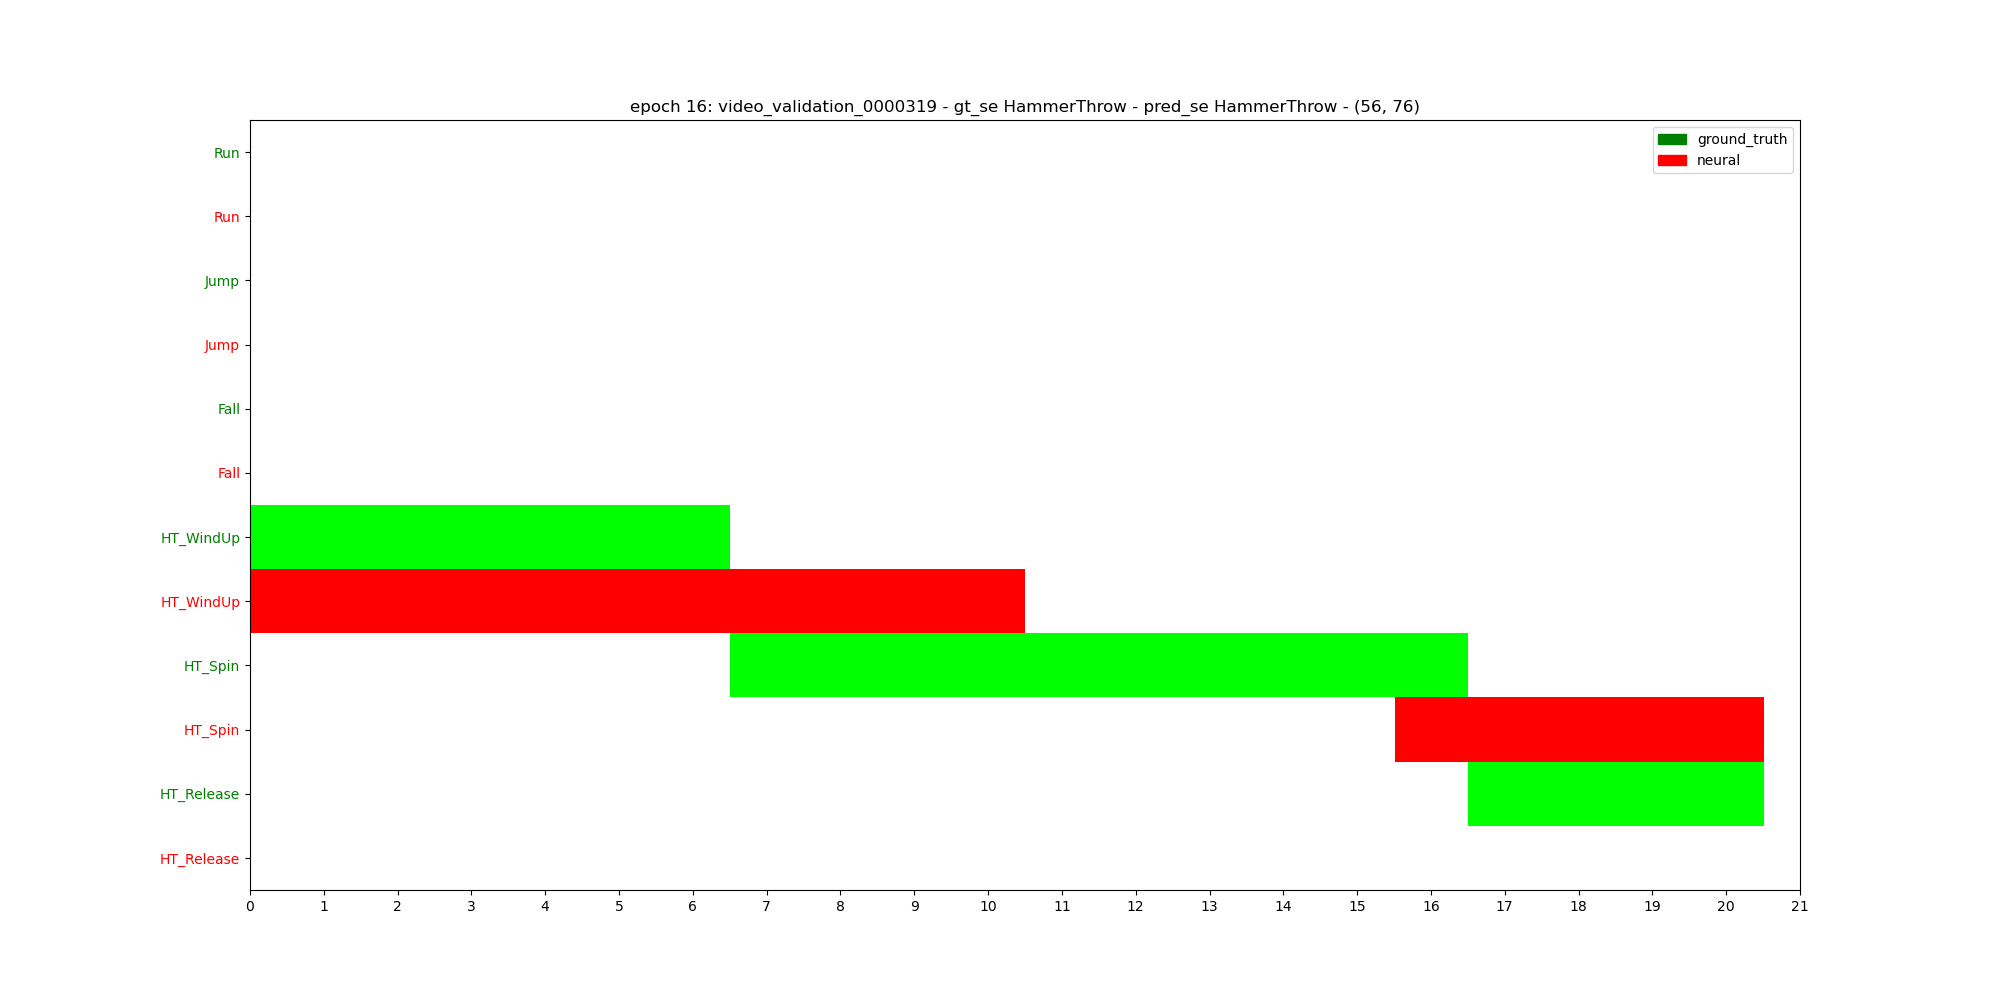 epoch 16: video_validation_0000319 - gt_se HammerThrow - pred_se HammerThrow - (56, 76)
ground_truth
neural
Run
Run
Jump
Jump
Fall
Fall
HT_WindUp
HT_WindUp
HT_Spin
HT_Spin
HT_Release
HT_Release
0 1 2 3 4 5 6 7 8 9 10 11 12 13 14 15 16 17 18 19 20 21